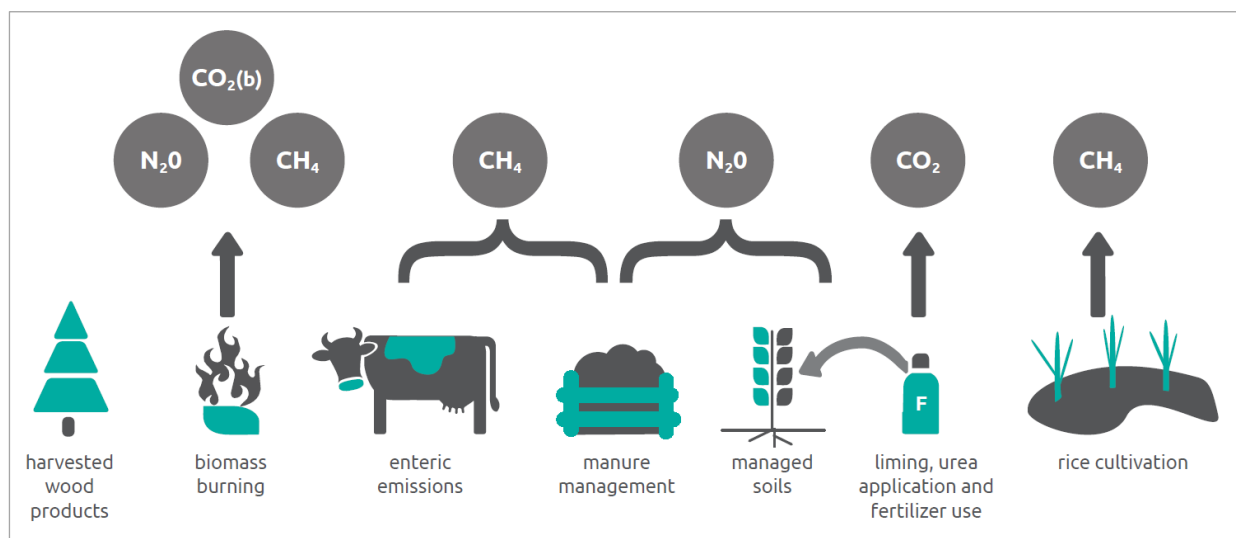 CO₂(b)
N₂0
CH₄
CH₄
N₂0
CO₂
CH₄
F
harvested
wood
products
biomass
burning
enteric
emissions
manure
management
managed
soils
liming, urea
application and
fertilizer use
rice cultivation